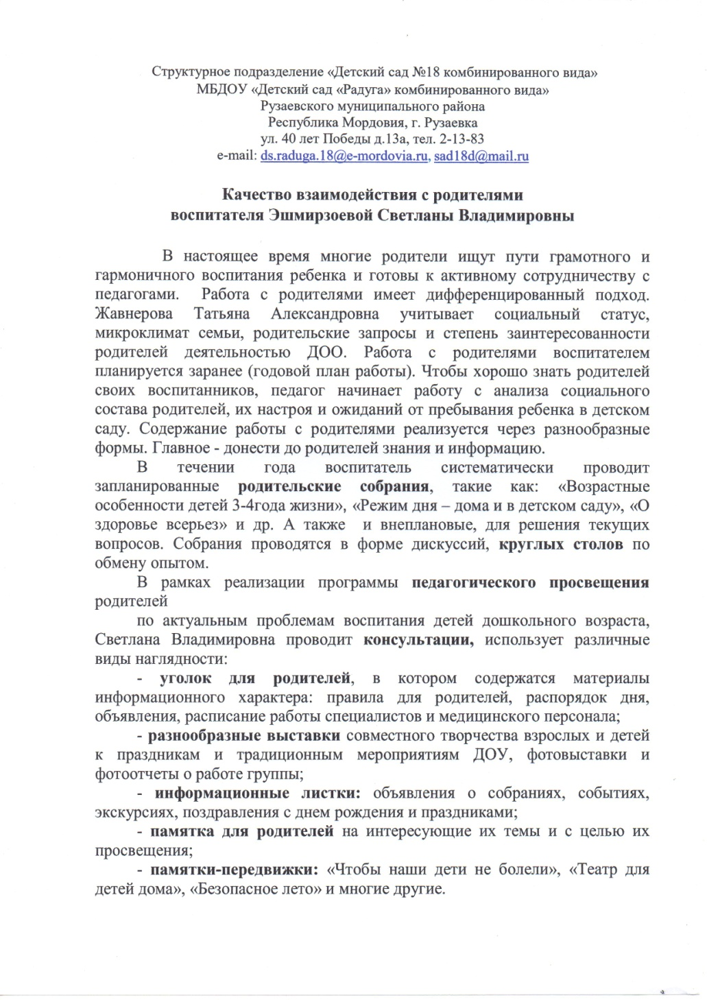 Структурное подразделение «Детский сад №18 комбинированного вида»
МБДОУ «Детский сад «Радуга» комбинированного вида»
Рузаевского муниципального района
Республика Мордовия, г. Рузаевка
ул. 40 лет Победы д.13а, тел. 2-13-83
e-mail: ds.raduga.18@e-mordovia.ru, sad18d@mail.ru
Качество взаимодействия с родителями
воспитателя Эшмирзоевой Светланы Владимировны
В настоящее время многие родители ищут пути грамотного и
гармоничного воспитания ребенка и готовы к активному сотрудничеству с
педагогами. Работа с родителями имеет дифференцированный подход.
Жавнерова Татьяна Александровна учитывает социальный статус,
микроклимат семьи, родительские запросы и степень заинтересованности
родителей деятельностью ДОО. Работа с родителями воспитателем
планируется заранее (годовой план работы). Чтобы хорошо знать родителей
своих воспитанников, педагог начинает работу с анализа социального
состава родителей, их настроя и ожиданий от пребывания ребенка в детском
саду. Содержание работы с родителями реализуется через разнообразные
формы. Главное - донести до родителей знания и информацию.
В течении года воспитатель систематически проводит
запланированные родительские собрания, такие как: «Возрастные
особенности детей 3-4года жизни», «Режим дня – дома и в детском саду», «О
здоровье всерьез» и др. А также и внеплановые, для решения текущих
вопросов. Собрания проводятся в форме дискуссий, круглых столов по
обмену опытом.
В рамках реализации программы педагогического просвещения
родителей
по актуальным проблемам воспитания детей дошкольного возраста,
Светлана Владимировна проводит консультации, использует различные
виды наглядности:
- уголок для родителей, в котором содержатся материалы
информационного характера: правила для родителей, распорядок дня,
объявления, расписание работы специалистов и медицинского персонала;
- разнообразные выставки совместного творчества взрослых и детей
к праздникам и традиционным мероприятиям ДОУ, фотовыставки и
фотоотчеты о работе группы;
- информационные листки: объявления о собраниях, событиях,
экскурсиях, поздравления с днем рождения и праздниками;
- памятка для родителей на интересующие их темы и с целью их
просвещения;
- памятки-передвижки: «Чтобы наши дети не болели», «Театр для
детей дома», «Безопасное лето» и многие другие.